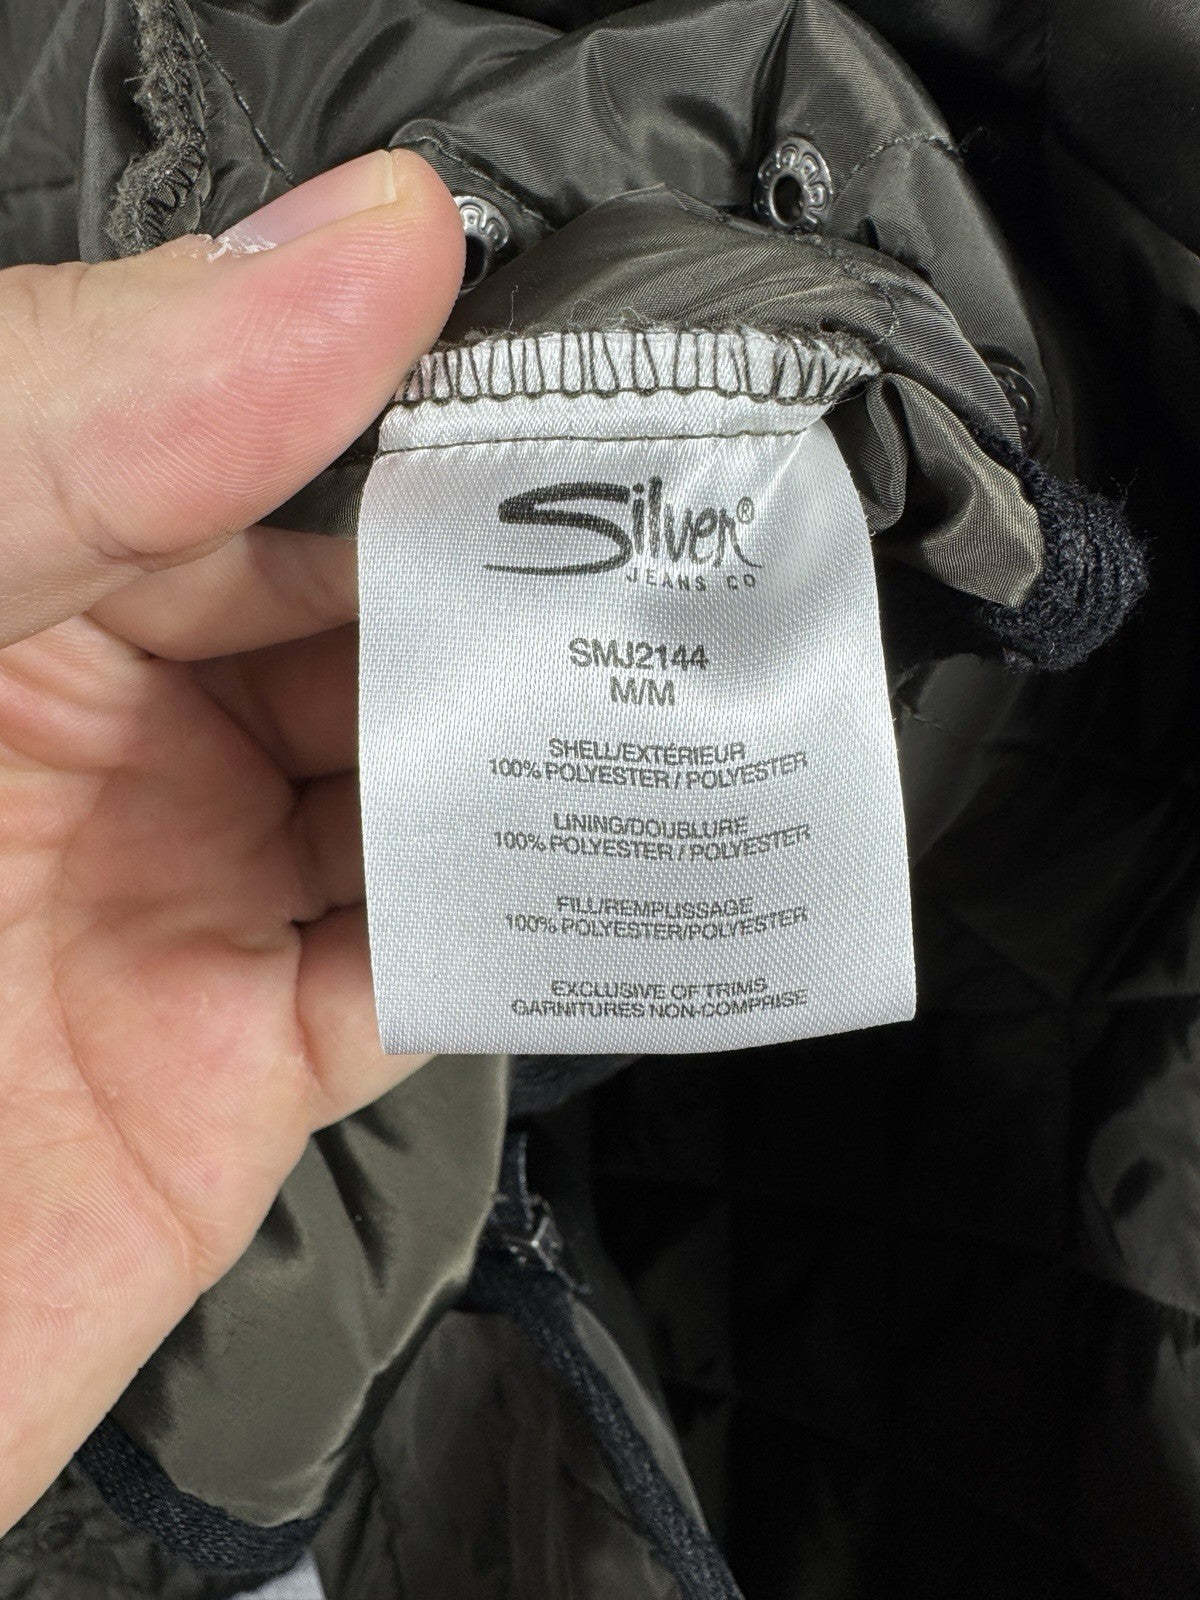 Silver®
JEANS CO
SMJ2144
M/M
SHELL/EXTÉRIEUR
100% POLYESTER / POLYESTER
LINING/DOUBLURE
100% POLYESTER / POLYESTER
FILL/REMPLISSAGE
100% POLYESTER/POLYESTER
EXCLUSIVE OF TRIMS
GARNITURES NON-COMPRISE